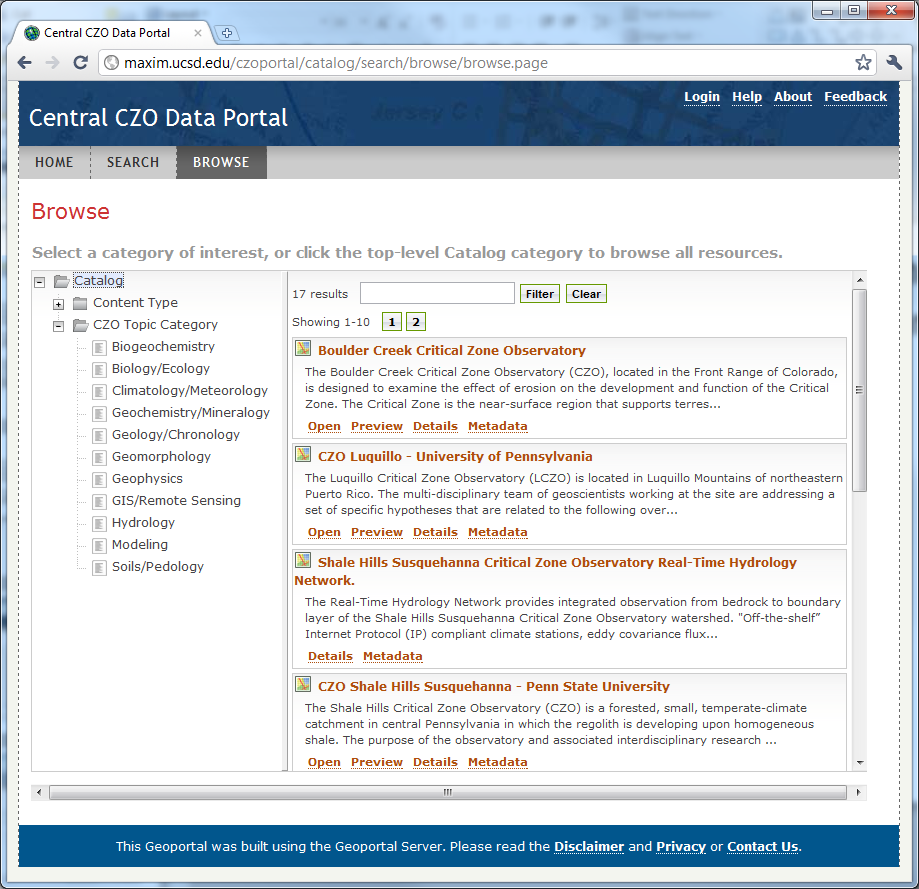 Central CZO Data Portal
maxim.ucsd.edu/czoportal/catalog/search/browse/browse.page
Login Help About Feedback
Central CZO Data Portal
HOME SEARCH BROWSE
Browse
Select a category of interest, or click the top-level Catalog category to browse all resources.
Catalog
Content Type
CZO Topic Category
Biogeochemistry
Biology/Ecology
Climatology/Meteorology
Geochemistry/Mineralogy
Geology/Chronology
Geomorphology
Geophysics
GIS/Remote Sensing
Hydrology
Modeling
Soils/Pedology
17 results Filter Clear
Showing 1-10 1 2
Boulder Creek Critical Zone Observatory
The Boulder Creek Critical Zone Observatory (CZO), located in the Front Range of Colorado,
is designed to examine the effect of erosion on the development and function of the Critical
Zone. The Critical Zone is the near-surface region that supports terres...
Open Preview Details Metadata
CZO Luquillo - University of Pennsylvania
The Luquillo Critical Zone Observatory (LCZO) is located in Luquillo Mountains of northeastern
Puerto Rico. The multi-disciplinary team of geoscientists working at the site are addressing a
set of specific hypotheses that are related to the following over...
Open Preview Details Metadata
Shale Hills Susquehanna Critical Zone Observatory Real-Time Hydrology
Network.
The Real-Time Hydrology Network provides integrated observation from bedrock to boundary
layer of the Shale Hills Susquehanna Critical Zone Observatory watershed. "Off-the-shelf”
Internet Protocol (IP) compliant climate stations, eddy covariance flux...
Details Metadata
CZO Shale Hills Susquehanna - Penn State University
The Shale Hills Critical Zone Observatory (CZO) is a forested, small, temperate-climate
catchment in central Pennsylvania in which the regolith is developing upon homogeneous
shale. The purpose of the observatory and associated interdisciplinary research ...
Open Preview Details Metadata
This Geoportal was built using the Geoportal Server. Please read the Disclaimer and Privacy or Contact Us.